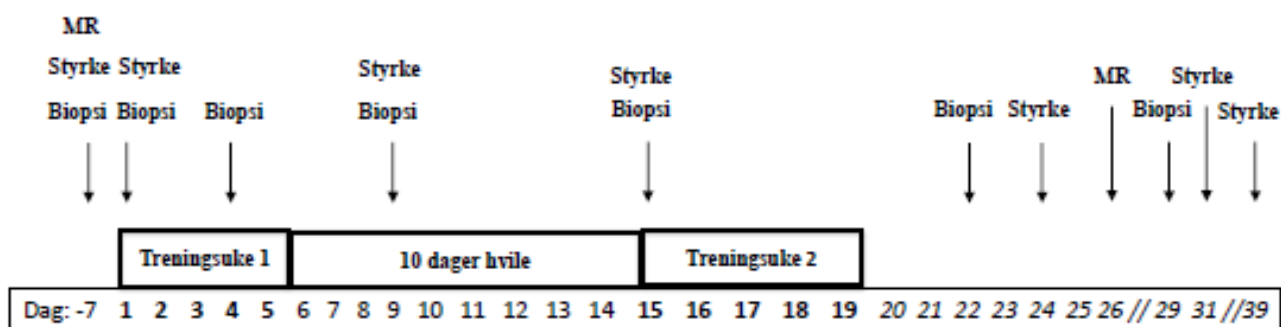 MR
Styrke Styrke Styrke Styrke MR Styrke
Biopsi Biopsi Biopsi Biopsi Biopsi Biopsi Styrke Biopsi Styrke
Treningsuke 1 10 dager hvile Treningsuke 2
Dag: -7 1 2 3 4 5 6 7 8 9 10 11 12 13 14 15 16 17 18 19 20 21 22 23 24 25 26 // 29 31 //39